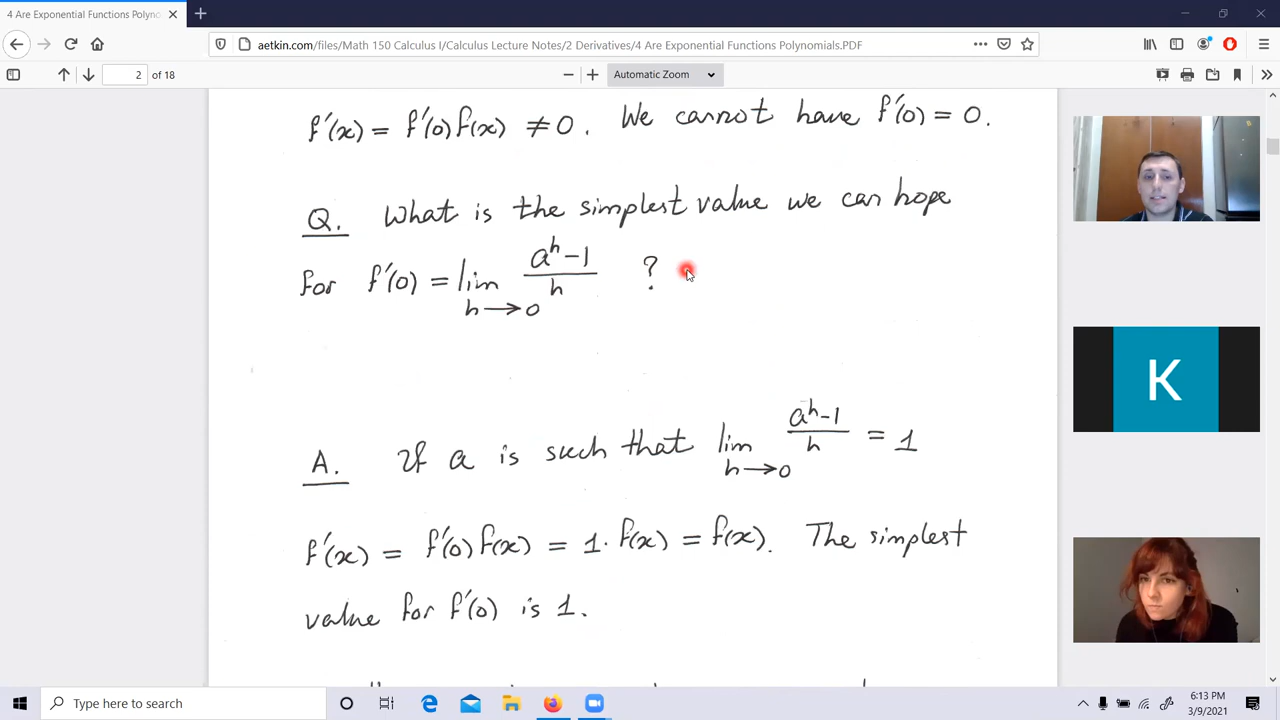 4 Are Exponential Functions Polyno
aetkin.com/files/Math 150 Calculus I/Calculus Lecture Notes/2 Derivatives/4 Are Exponential Functions Polynomials.PDF
2 of 18
Automatic Zoom
f'(x) = f'(0)f(x) ≠ 0. We cannot have f'(0) = 0.
Q. What is the simplest value we can hope
for f'(0) = lim h→0 (a^h - 1)/h ?
K
A. If a is such that lim h→0 (a^h - 1)/h = 1
f'(x) = f'(0)f(x) = 1 · f(x) = f(x). The simplest
value for f'(0) is 1.
Type here to search
6:13 PM
3/9/2021